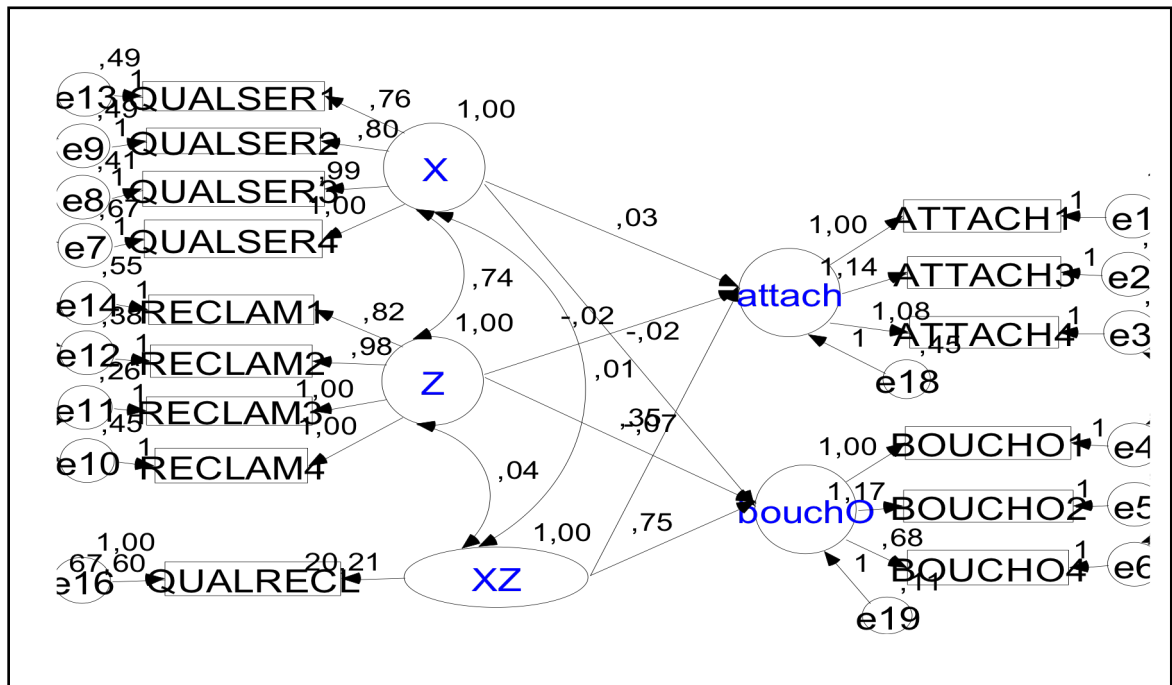 ,49
1
e13
QUALSER1
,76
1,00
,49
1
e9
QUALSER2
,80
X
,41
1
e8
QUALSER3
,99
,67
1
e7
QUALSER4
1,00
,55
1
e14
RECLAM1
,82
,74
1,00
,38
1
e12
RECLAM2
,98
Z
,26
1
e11
RECLAM3
1,00
,45
1
e10
RECLAM4
1,00
,04
1,00
67,60
e16
QUALRECL
20,21
1,00
XZ
,03
-,02
-,02
,01
,35
-,07
,75
attach
1,00
ATTACH1
1
e1
1,14
ATTACH3
1
e2
1,08
ATTACH4
1
e3
1
,45
e18
bouchO
1,00
BOUCHO1
1
e4
1,17
BOUCHO2
1
e5
,68
BOUCHO4
1
e6
1
,11
e19